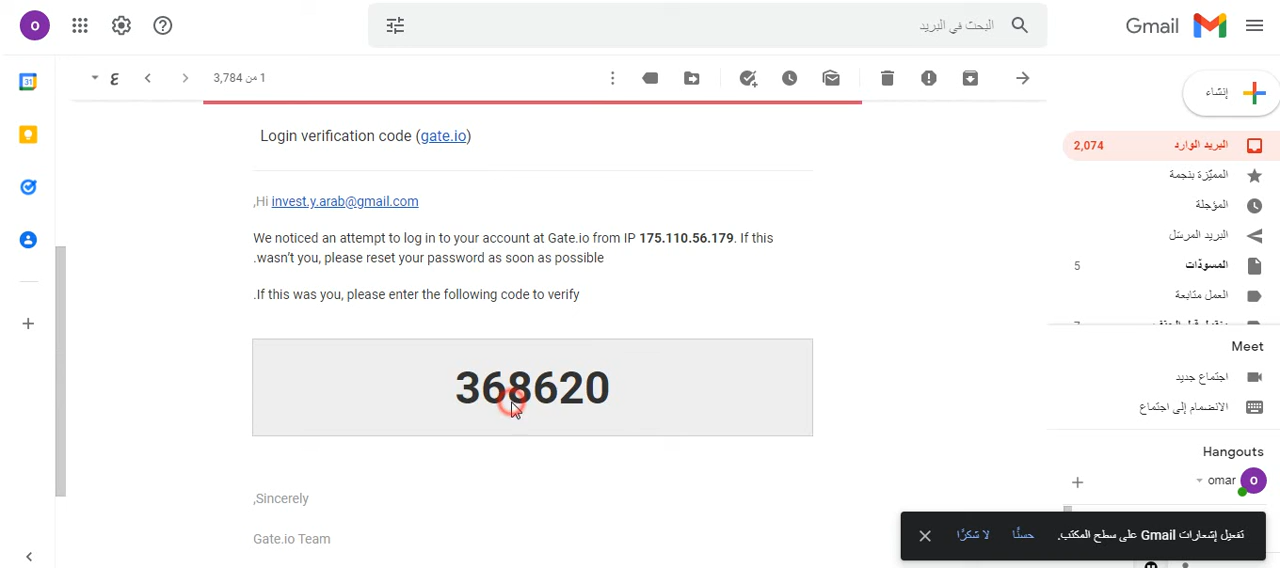 Gmail
البحث في البريد
1 من 3,784
ع
إنشاء
البريد الوارد 2,074
المميّزة بنجمة
المؤجلة
البريد المرسَل
المسودّات 5
العمل متابعة
Meet
اجتماع جديد
الانضمام إلى اجتماع
Hangouts
omar
Login verification code (gate.io)
,Hi invest.y.arab@gmail.com
We noticed an attempt to log in to your account at Gate.io from IP 175.110.56.179. If this
.wasn't you, please reset your password as soon as possible
.If this was you, please enter the following code to verify
368620
,Sincerely
Gate.io Team
تفعيل إشعارات Gmail على سطح المكتب. حسنًا لا شكرًا